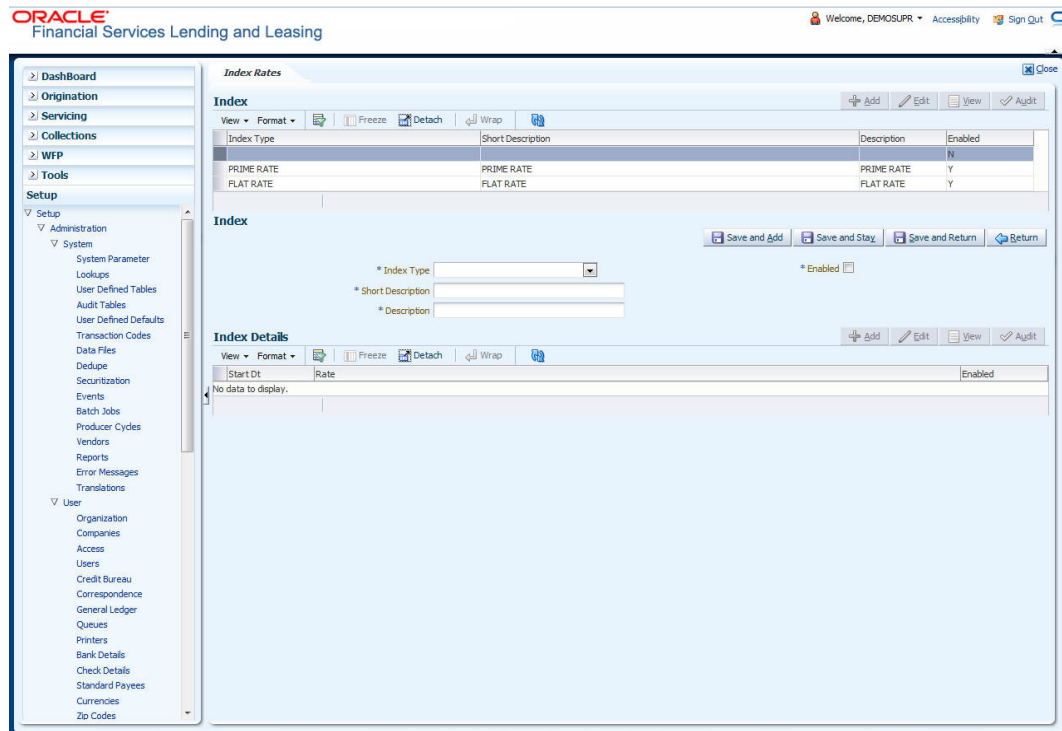 ORACLE
Financial Services Lending and Leasing
Welcome, DEMOSUPR Accessibility Sign Out
DashBoard
Origination
Servicing
Collections
WFP
Tools
Setup
Setup
Administration
System
System Parameter
Lookups
User Defined Tables
Audit Tables
User Defined Defaults
Transaction Codes
Data Files
Dedupe
Securitization
Events
Batch Jobs
Producer Cycles
Vendors
Reports
Error Messages
Translations
User
Organization
Companies
Access
Users
Credit Bureau
Correspondence
General Ledger
Queues
Printers
Bank Details
Check Details
Standard Payees
Currencies
Zip Codes
Index Rates
Close
Index
Add Edit View Audit
View Format Freeze Detach Wrap
Index Type Short Description Description Enabled
N
PRIME RATE PRIME RATE PRIME RATE Y
FLAT RATE FLAT RATE FLAT RATE Y
Index
Save and Add Save and Stay Save and Return Return
* Index Type * Enabled
* Short Description
* Description
Index Details
Add Edit View Audit
View Format Freeze Detach Wrap
Start Dt Rate Enabled
No data to display.